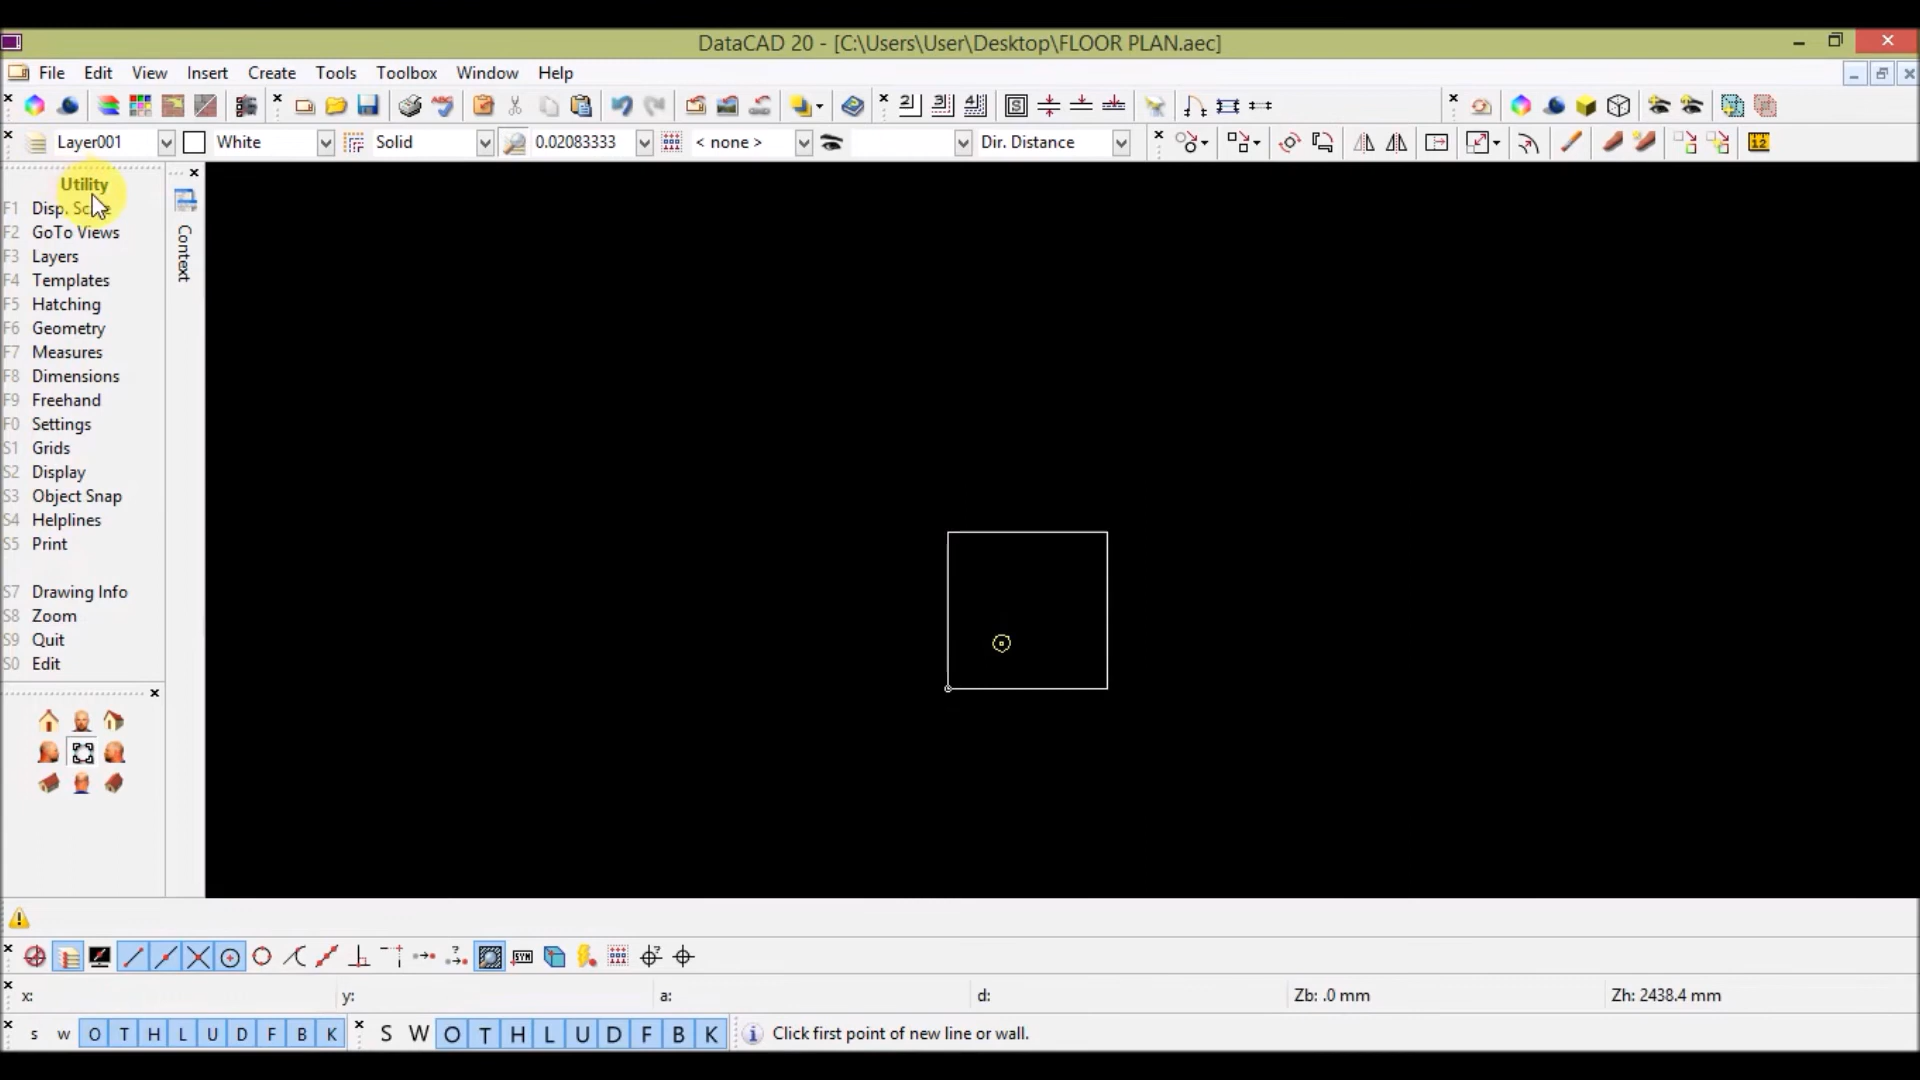 DataCAD 20 - [C:\Users\User\Desktop\FLOOR PLAN.aec]
File Edit View Insert Create Tools Toolbox Window Help
Layer001 White Solid 0.02083333 < none > Dir. Distance
Utility
F1 Disp.
F2 GoTo Views
F3 Layers
F4 Templates
F5 Hatching
F6 Geometry
F7 Measures
F8 Dimensions
F9 Freehand
F0 Settings
S1 Grids
S2 Display
S3 Object Snap
S4 Helplines
S5 Print
S7 Drawing Info
S8 Zoom
S9 Quit
S0 Edit
Context
SYM
x: y: a: d: Zb: .0 mm Zh: 2438.4 mm
s w O T H L U D F B K S W O T H L U D F B K Click first point of new line or wall.